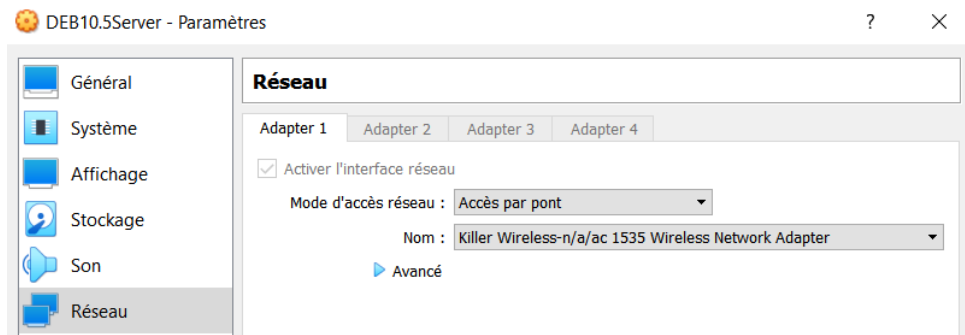 DEB10.5Server - Paramètres
?
Général
Système
Affichage
Stockage
Son
Réseau
Réseau
Adapter 1 Adapter 2 Adapter 3 Adapter 4
Activer l'interface réseau
Mode d'accès réseau : Accès par pont
Nom : Killer Wireless-n/a/ac 1535 Wireless Network Adapter
Avancé